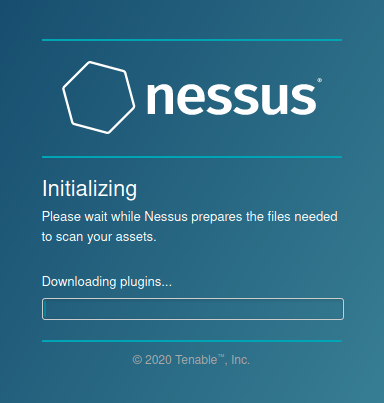 nessus®
Initializing
Please wait while Nessus prepares the files needed
to scan your assets.
Downloading plugins...
© 2020 Tenable™, Inc.